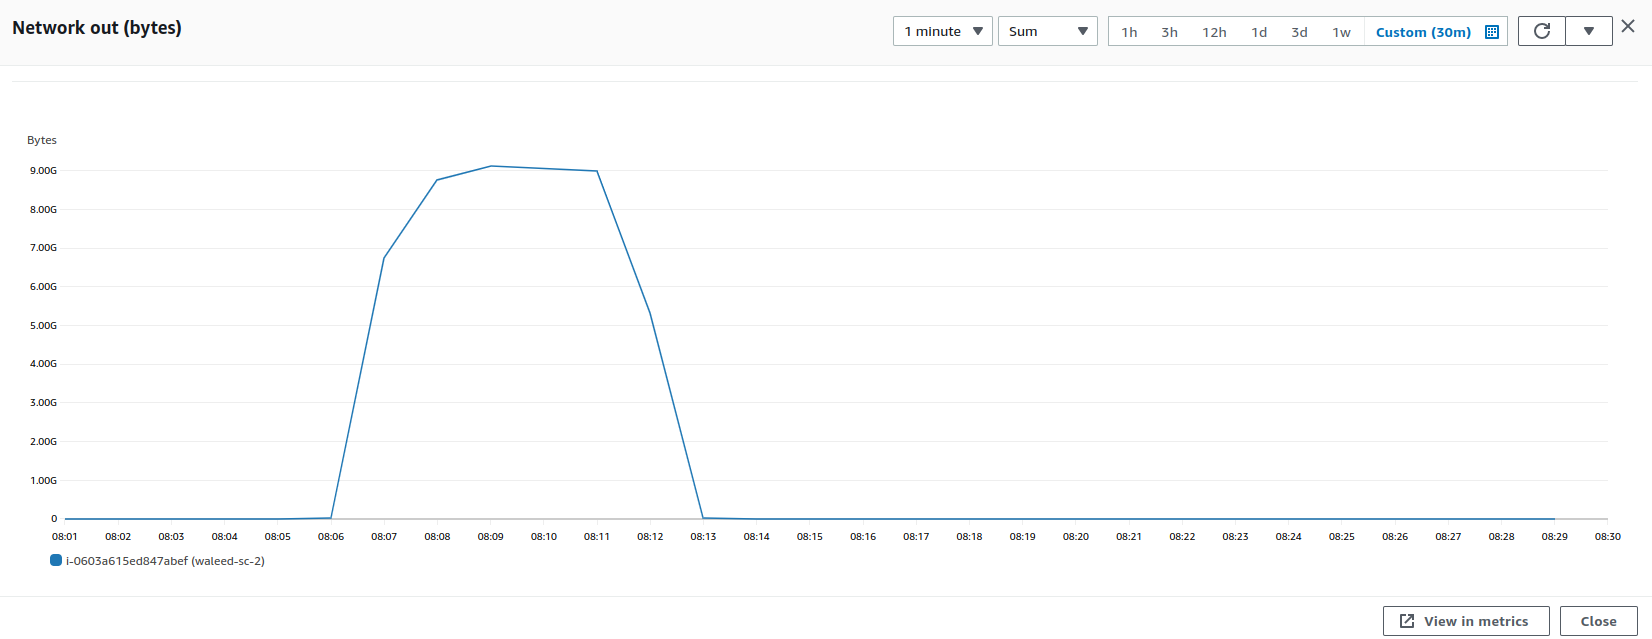 Network out (bytes)
1 minute
Sum
1h 3h 12h 1d 3d 1w Custom (30m)
Bytes
9.00G
8.00G
7.00G
6.00G
5.00G
4.00G
3.00G
2.00G
1.00G
0
08:01 08:02 08:03 08:04 08:05 08:06 08:07 08:08 08:09 08:10 08:11 08:12 08:13 08:14 08:15 08:16 08:17 08:18 08:19 08:20 08:21 08:22 08:23 08:24 08:25 08:26 08:27 08:28 08:29 08:30
i-0603a615ed847abef (waleed-sc-2)
View in metrics
Close